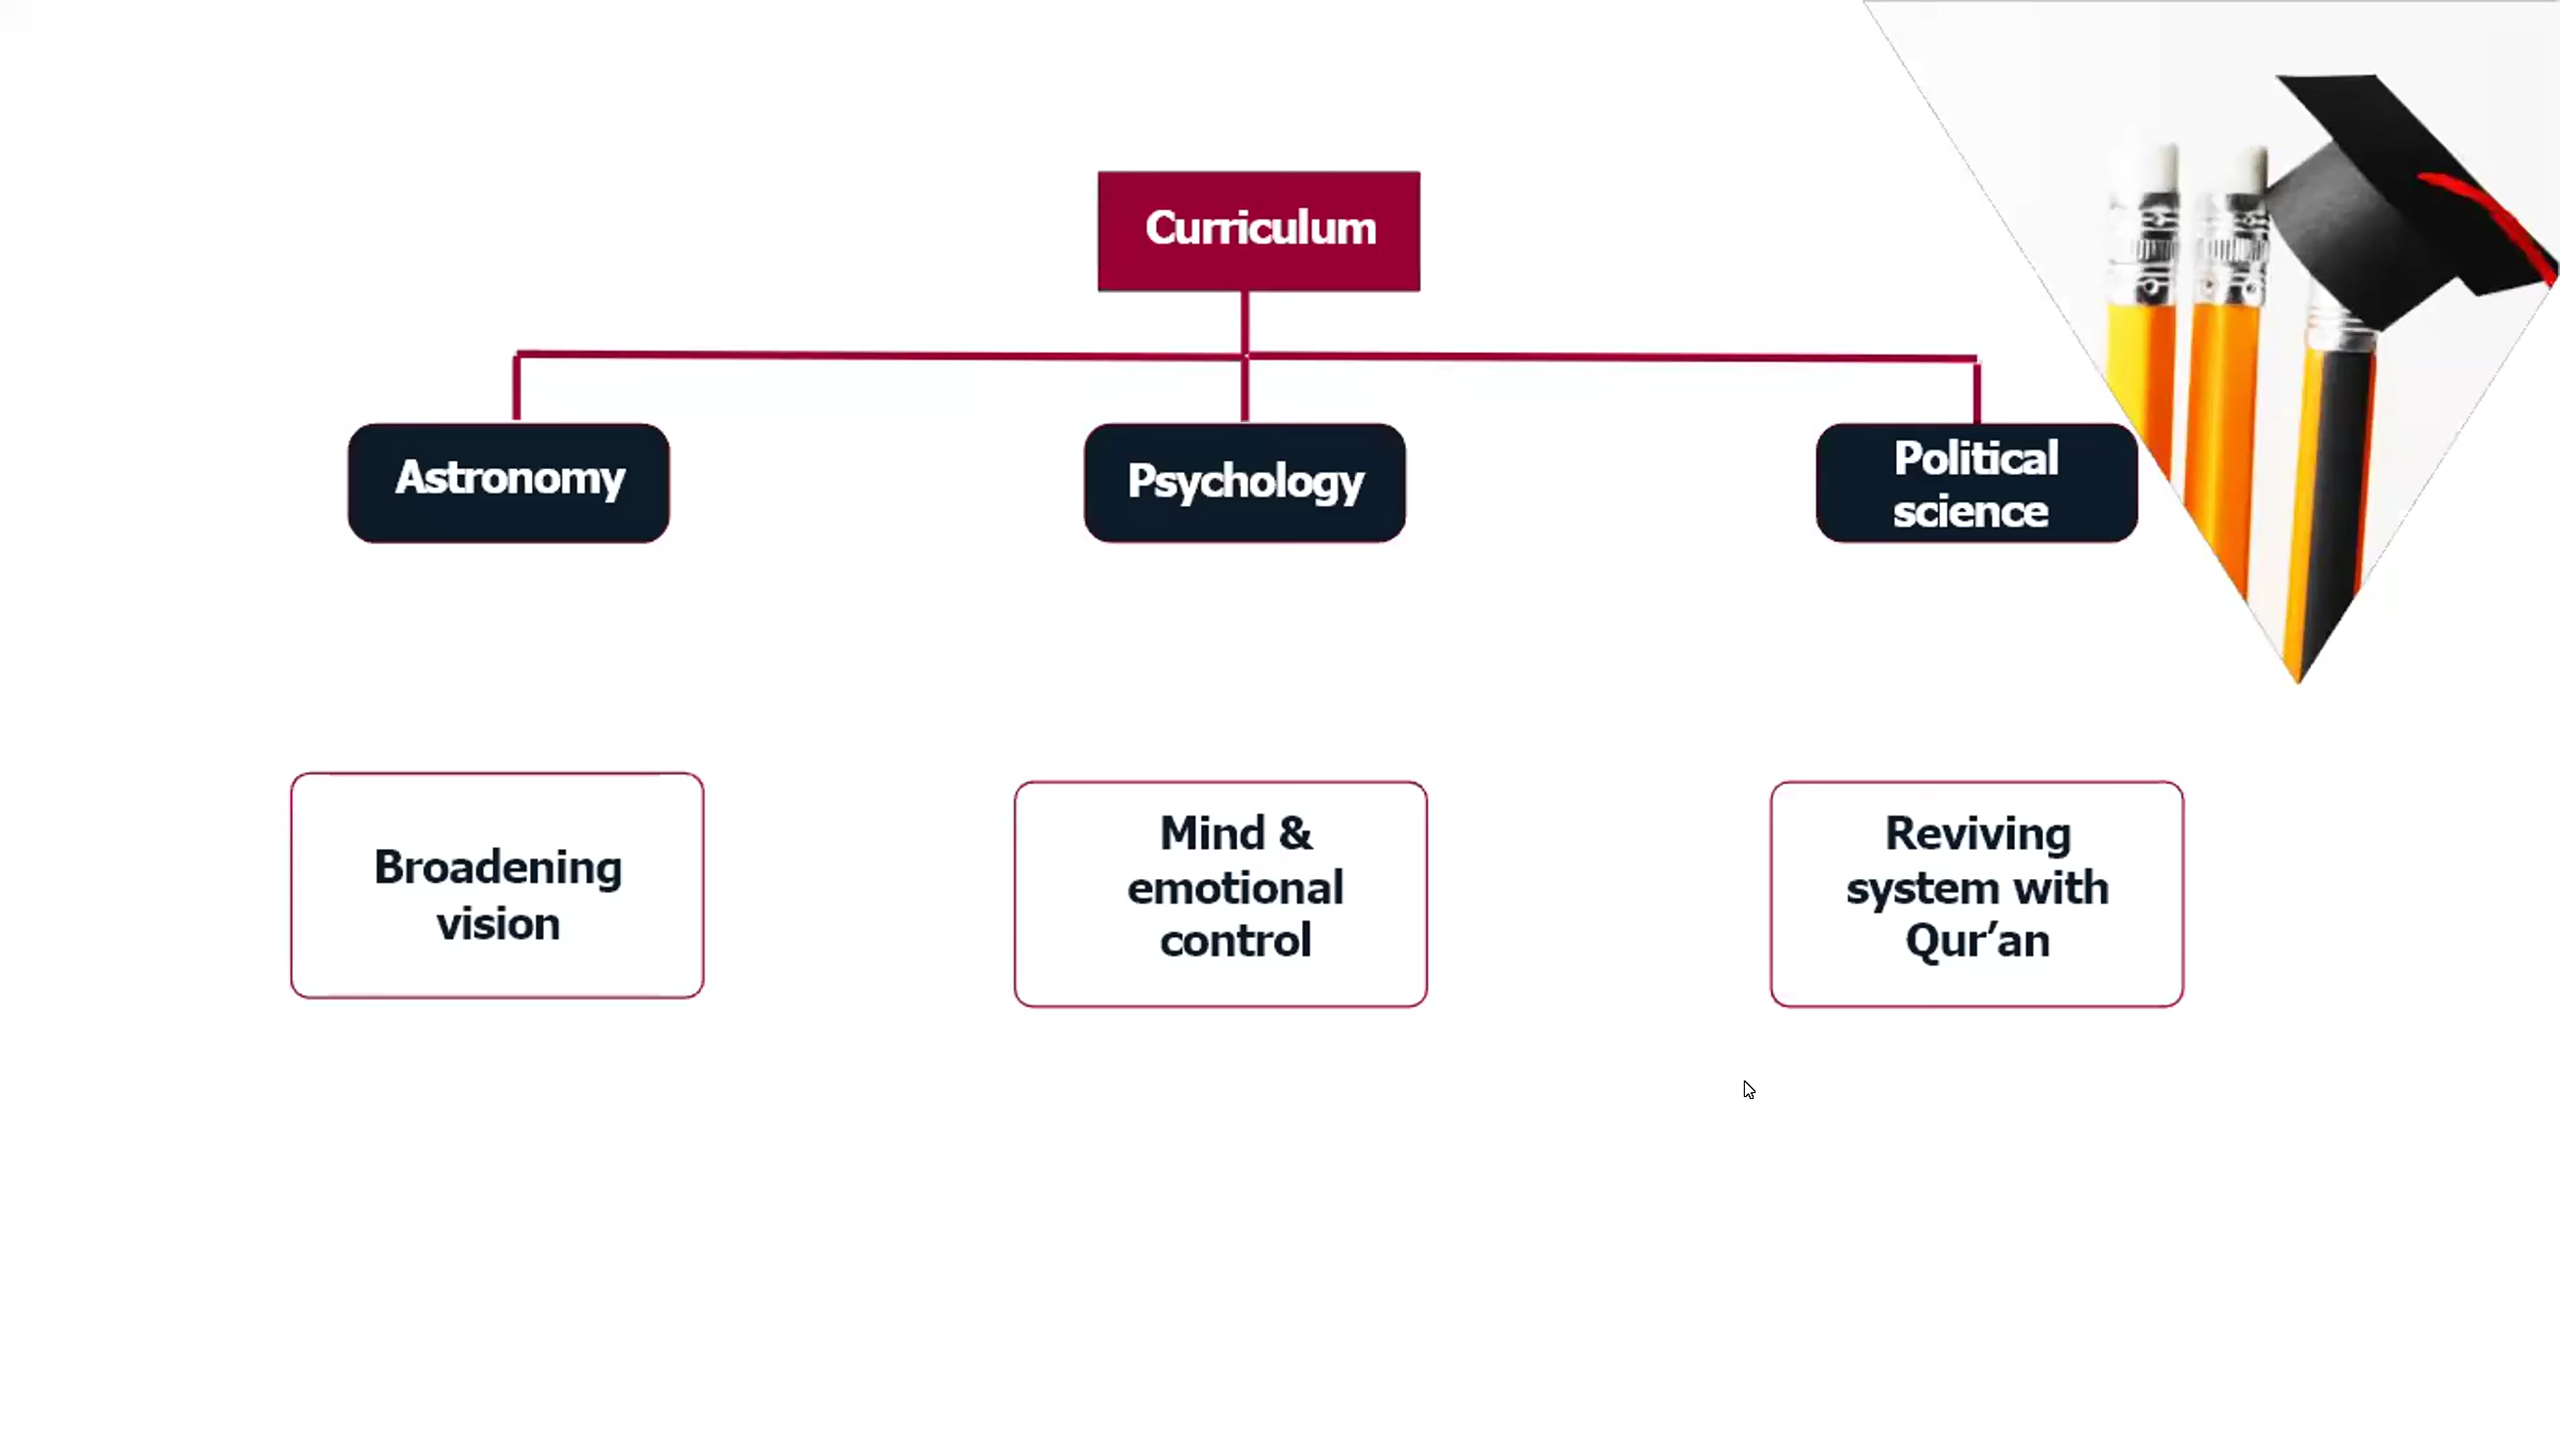 Curriculum
Astronomy
Psychology
Political
science
Broadening
vision
Mind &
emotional
control
Reviving
system with
Qur’an